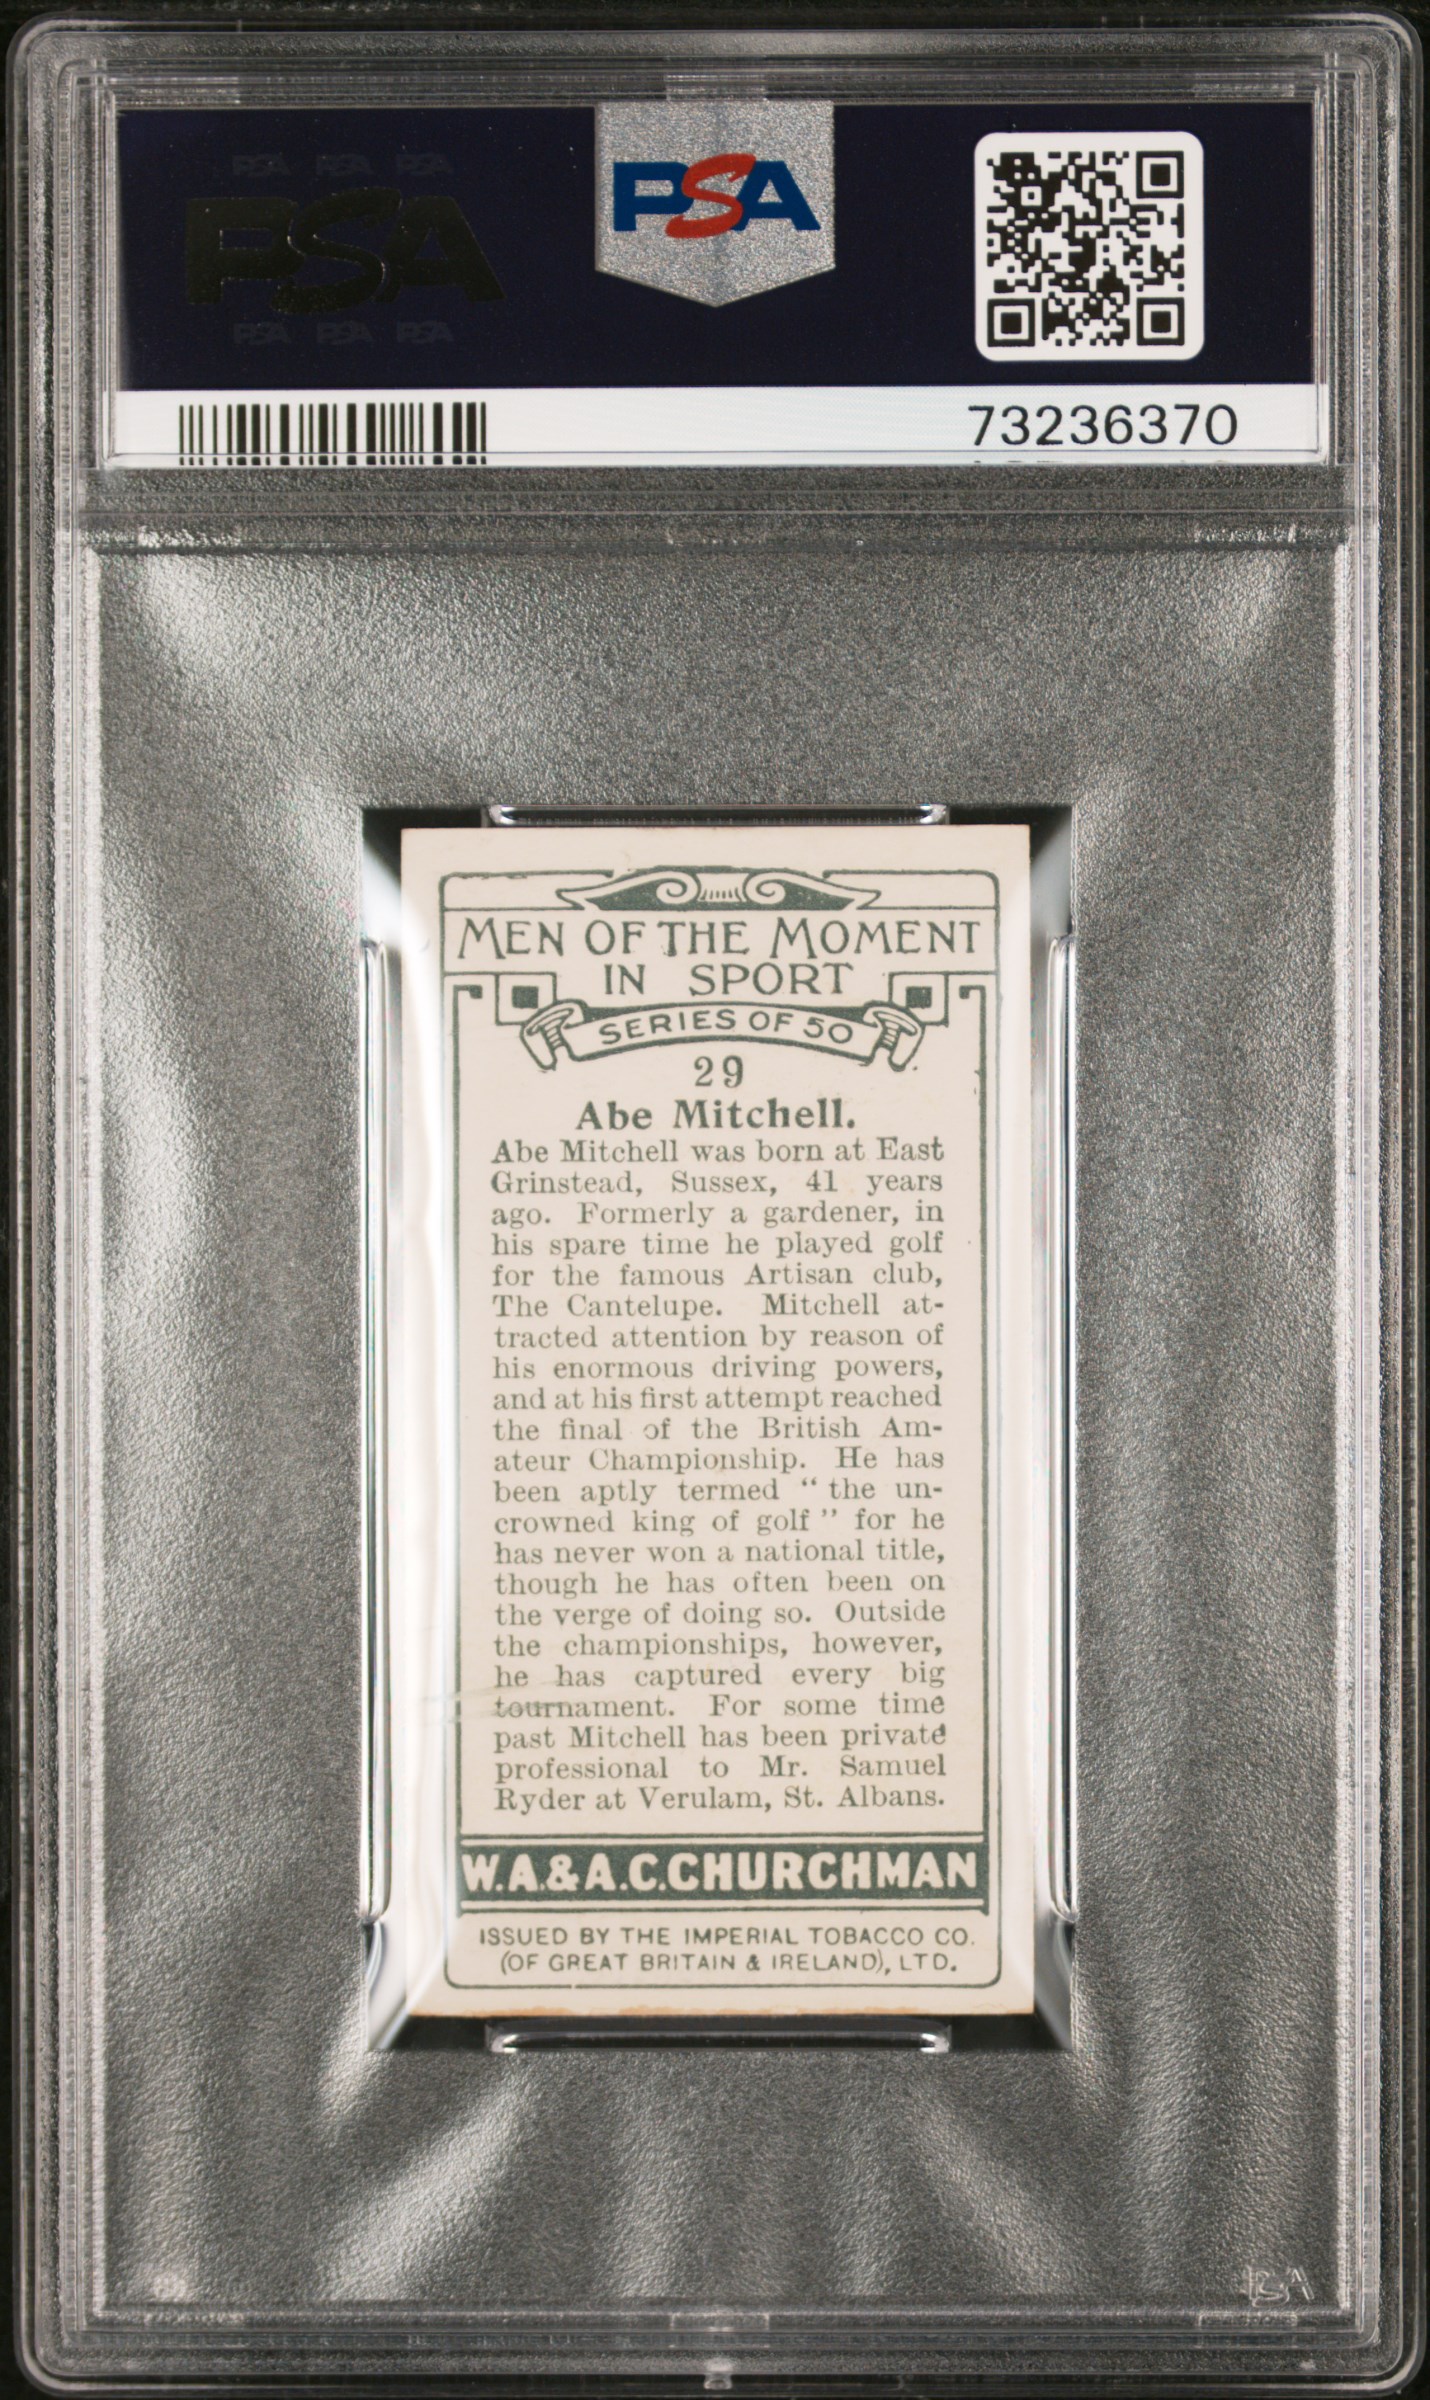 PSA PSA PSA
PSA
PSA PSA PSA
PSA
73236370
MEN OF THE MOMENT
IN SPORT
SERIES OF 50
29
Abe Mitchell.
Abe Mitchell was born at East
Grinstead, Sussex, 41 years
ago. Formerly a gardener, in
his spare time he played golf
for the famous Artisan club,
The Cantelupe. Mitchell at-
tracted attention by reason of
his enormous driving powers,
and at his first attempt reached
the final of the British Am-
ateur Championship. He has
been aptly termed "the un-
crowned king of golf" for he
has never won a national title,
though he has often been on
the verge of doing so. Outside
the championships, however,
he has captured every big
tournament. For some time
past Mitchell has been private
professional to Mr. Samuel
Ryder at Verulam, St. Albans.
W.A.& A.C.CHURCHMAN
ISSUED BY THE IMPERIAL TOBACCO CO.
(OF GREAT BRITAIN & IRELAND), LTD.
PSA